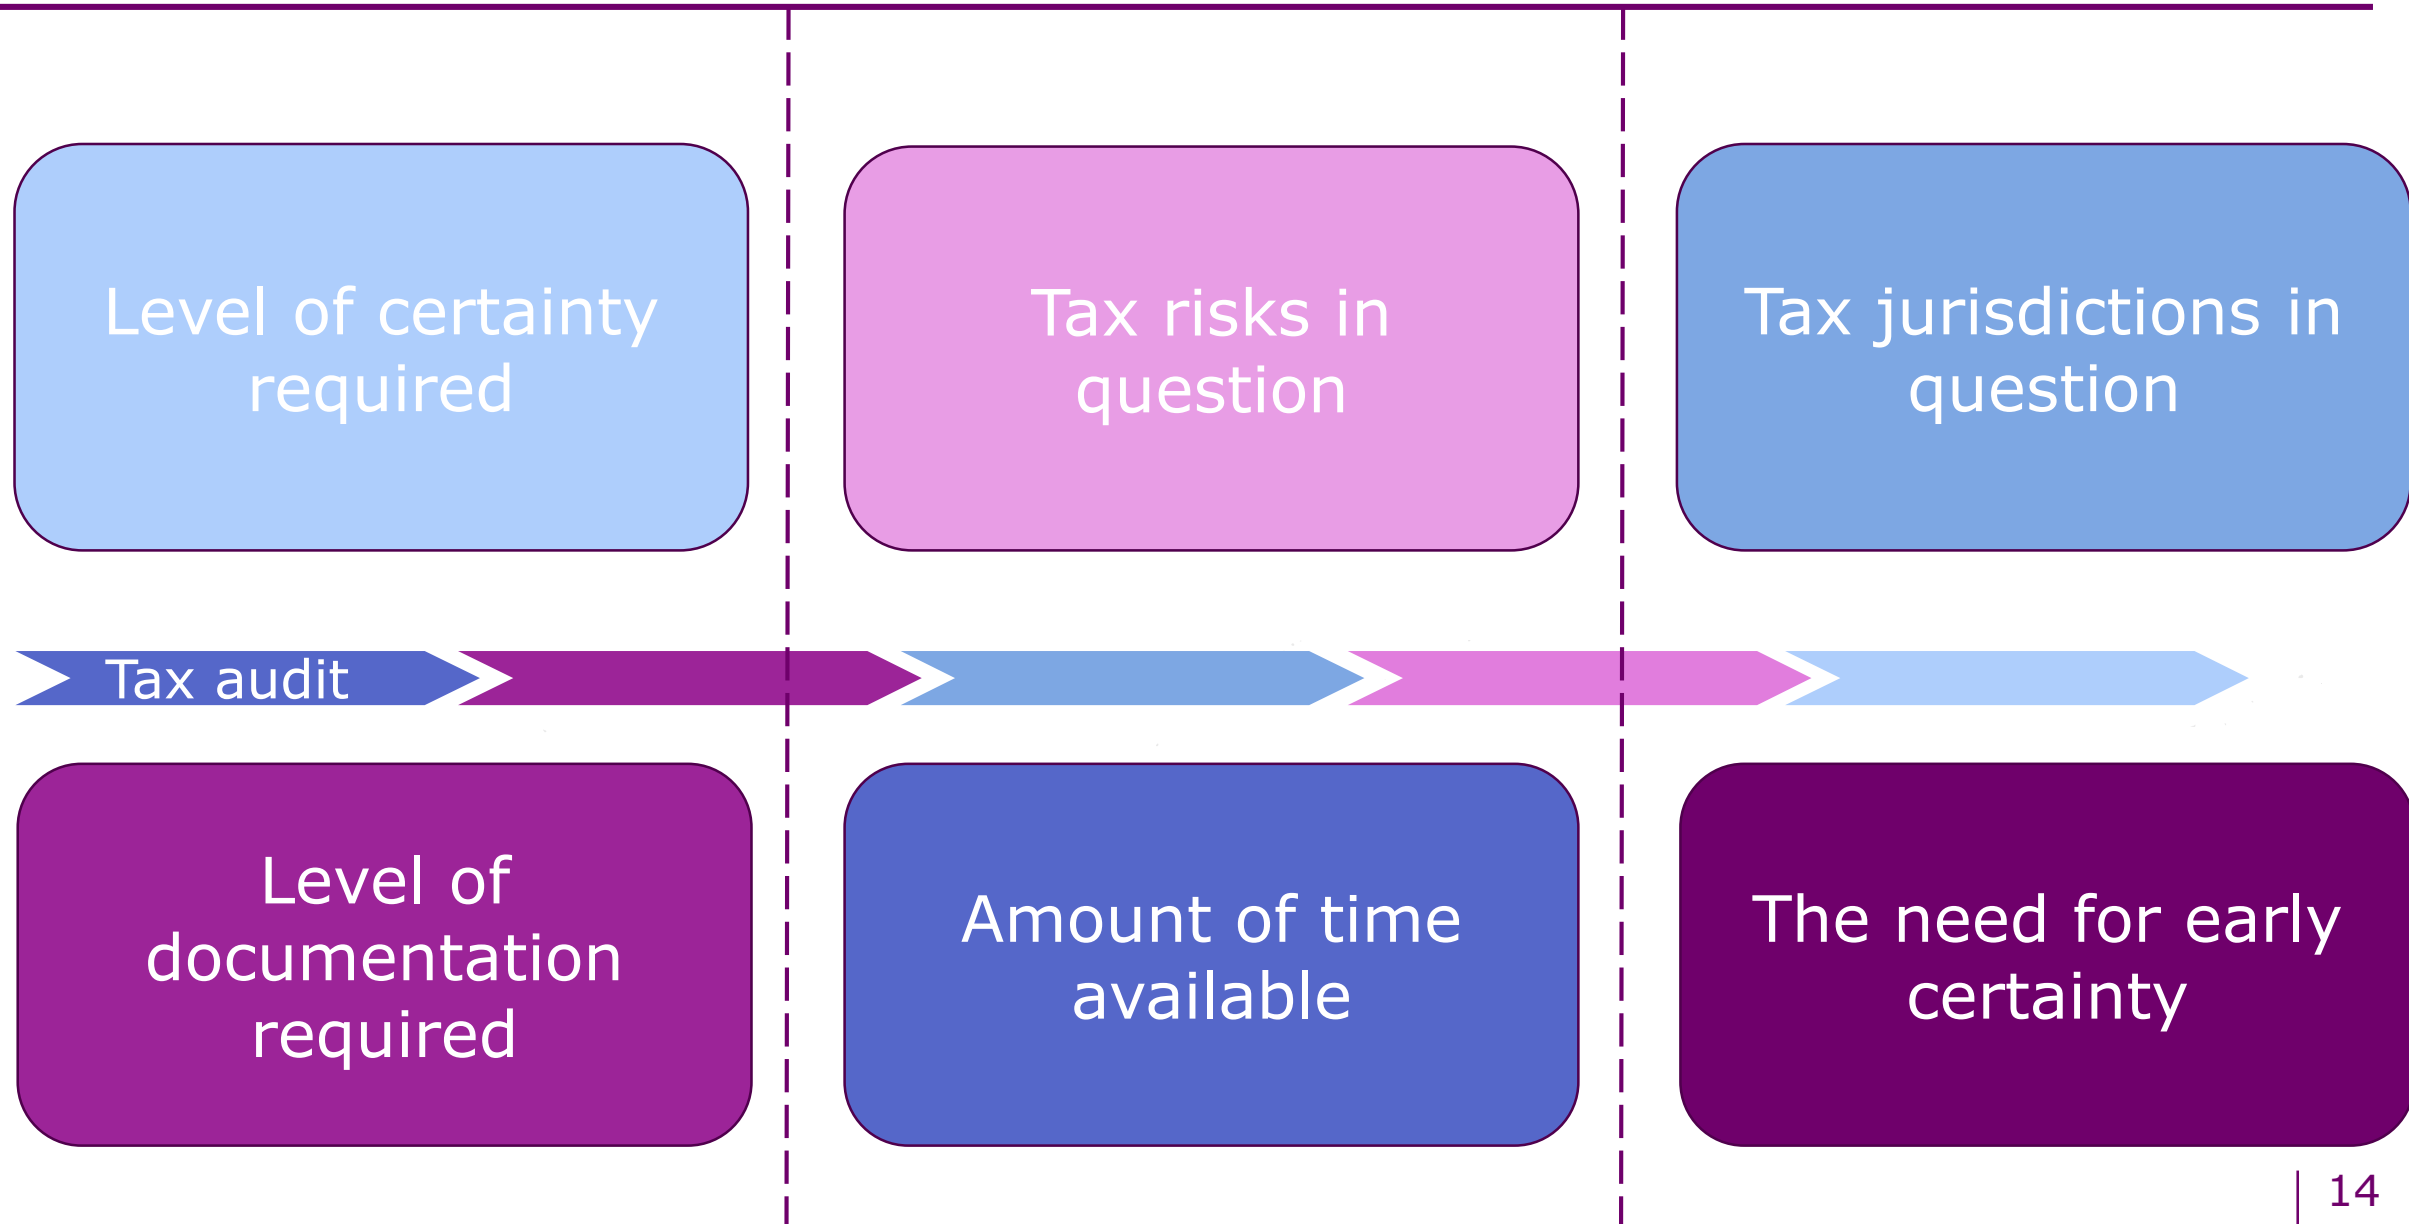 Level of certainty
required
Tax risks in
question
Tax jurisdictions in
question
Tax audit
Level of
documentation
required
Amount of time
available
The need for early
certainty
14